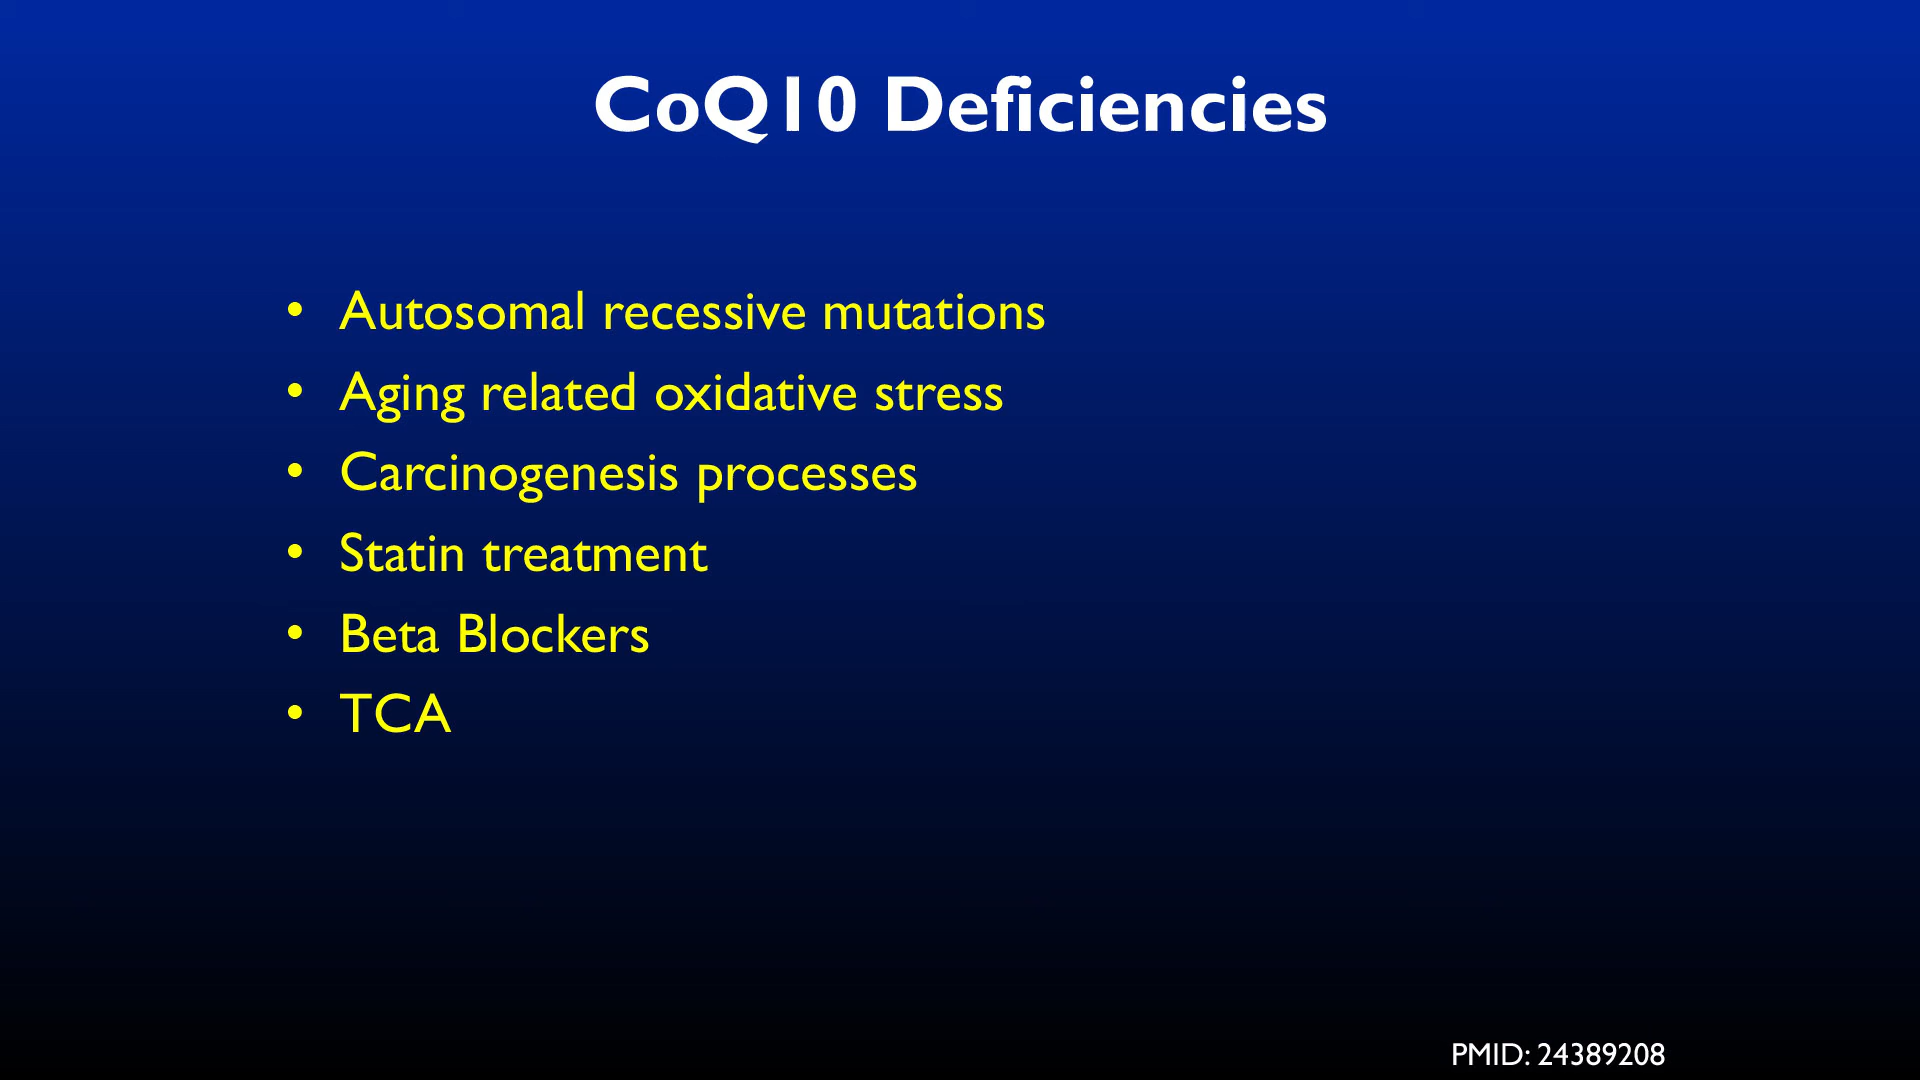 CoQ10 Deficiencies
• Autosomal recessive mutations
• Aging related oxidative stress
• Carcinogenesis processes
• Statin treatment
• Beta Blockers
• TCA
PMID: 24389208